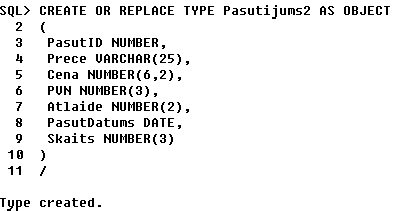 SQL> CREATE OR REPLACE TYPE Pasutijums2 AS OBJECT
2 (
3 PasutID NUMBER,
4 Prece VARCHAR(25),
5 Cena NUMBER(6,2),
6 PVN NUMBER(3),
7 Atlaide NUMBER(2),
8 PasutDatums DATE,
9 Skaits NUMBER(3)
10 )
11 /
Type created.